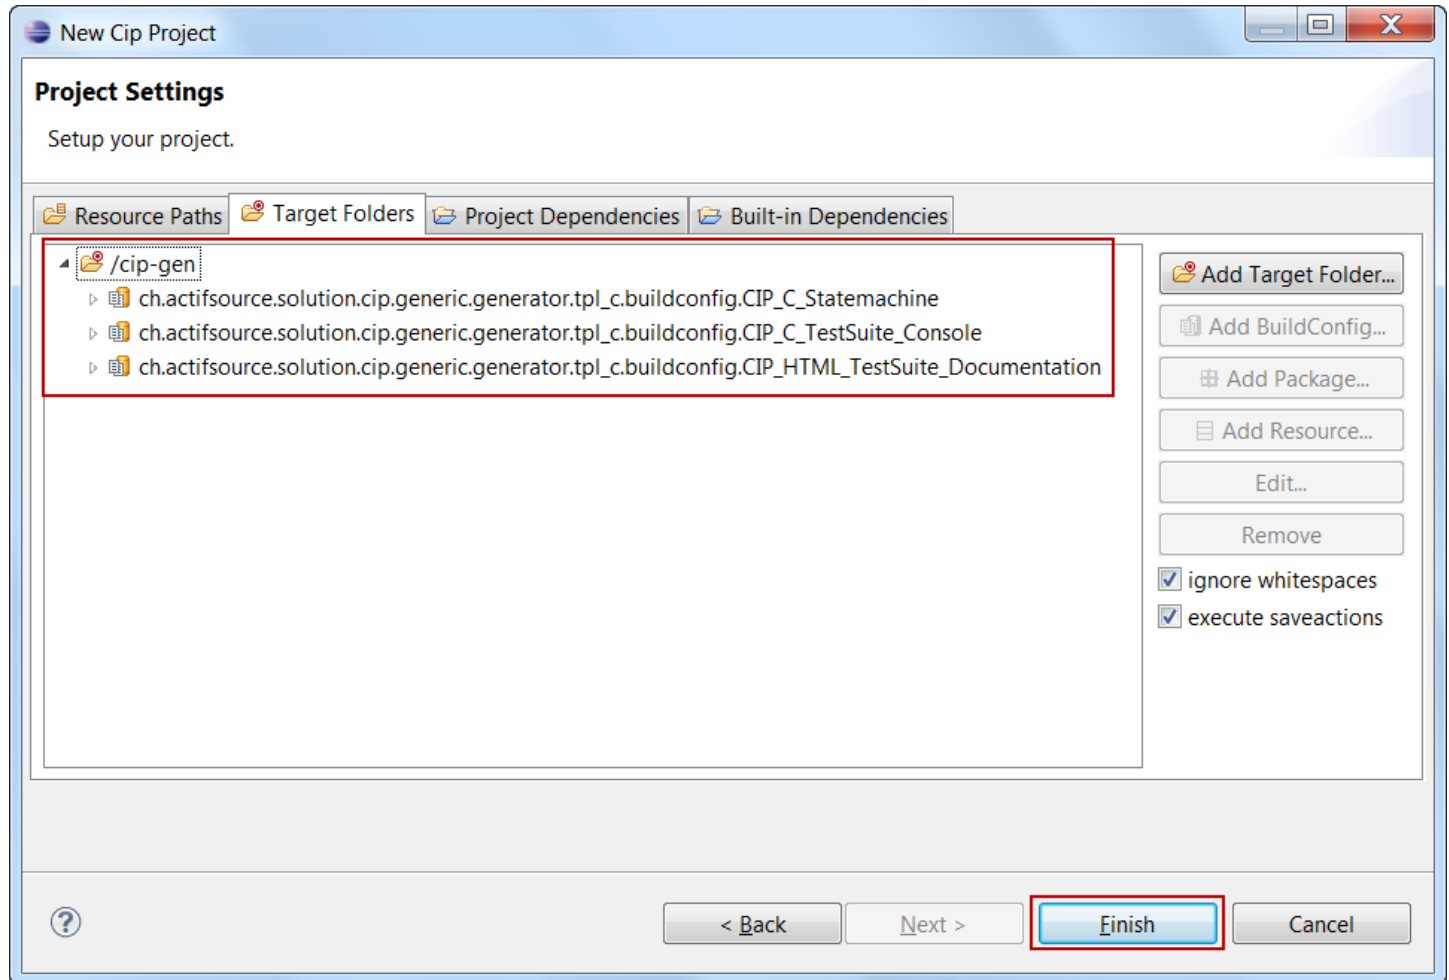 New Cip Project
Project Settings
Setup your project.
Resource Paths Target Folders Project Dependencies Built-in Dependencies
/cip-gen
ch.actifsource.solution.cip.generic.generator.tpl_c.buildconfig.CIP_C_Statemachine
ch.actifsource.solution.cip.generic.generator.tpl_c.buildconfig.CIP_C_TestSuite_Console
ch.actifsource.solution.cip.generic.generator.tpl_c.buildconfig.CIP_HTML_TestSuite_Documentation
Add Target Folder...
Add BuildConfig...
Add Package...
Add Resource...
Edit...
Remove
ignore whitespaces
execute saveactions
? < Back Next > Finish Cancel